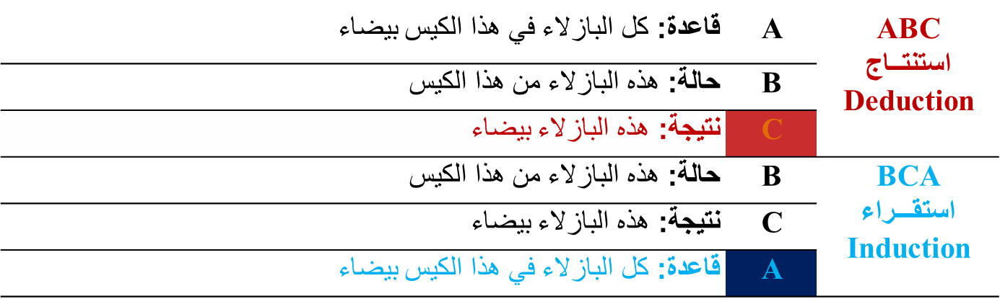 ABC
استنتــاج
Deduction
A قاعدة: كل البازلاء في هذا الكيس بيضاء
B حالة: هذه البازلاء من هذا الكيس
C نتيجة: هذه البازلاء بيضاء
BCA
استقــراء
Induction
B حالة: هذه البازلاء من هذا الكيس
C نتيجة: هذه البازلاء بيضاء
A قاعدة: كل البازلاء في هذا الكيس بيضاء